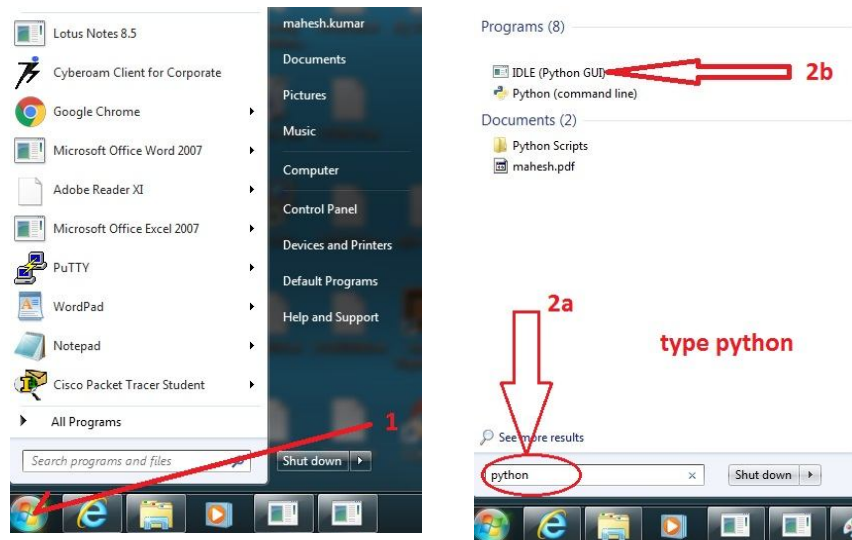 Lotus Notes 8.5
Cyberoam Client for Corporate
Google Chrome
Microsoft Office Word 2007
Adobe Reader XI
Microsoft Office Excel 2007
PuTTY
WordPad
Notepad
Cisco Packet Tracer Student
All Programs
Search programs and files
mahesh.kumar
Documents
Pictures
Music
Computer
Control Panel
Devices and Printers
Default Programs
Help and Support
1
Shut down
Programs (8)
IDLE (Python GUI)
2b
Python (command line)
Documents (2)
Python Scripts
mahesh.pdf
2a
type python
See more results
python
Shut down